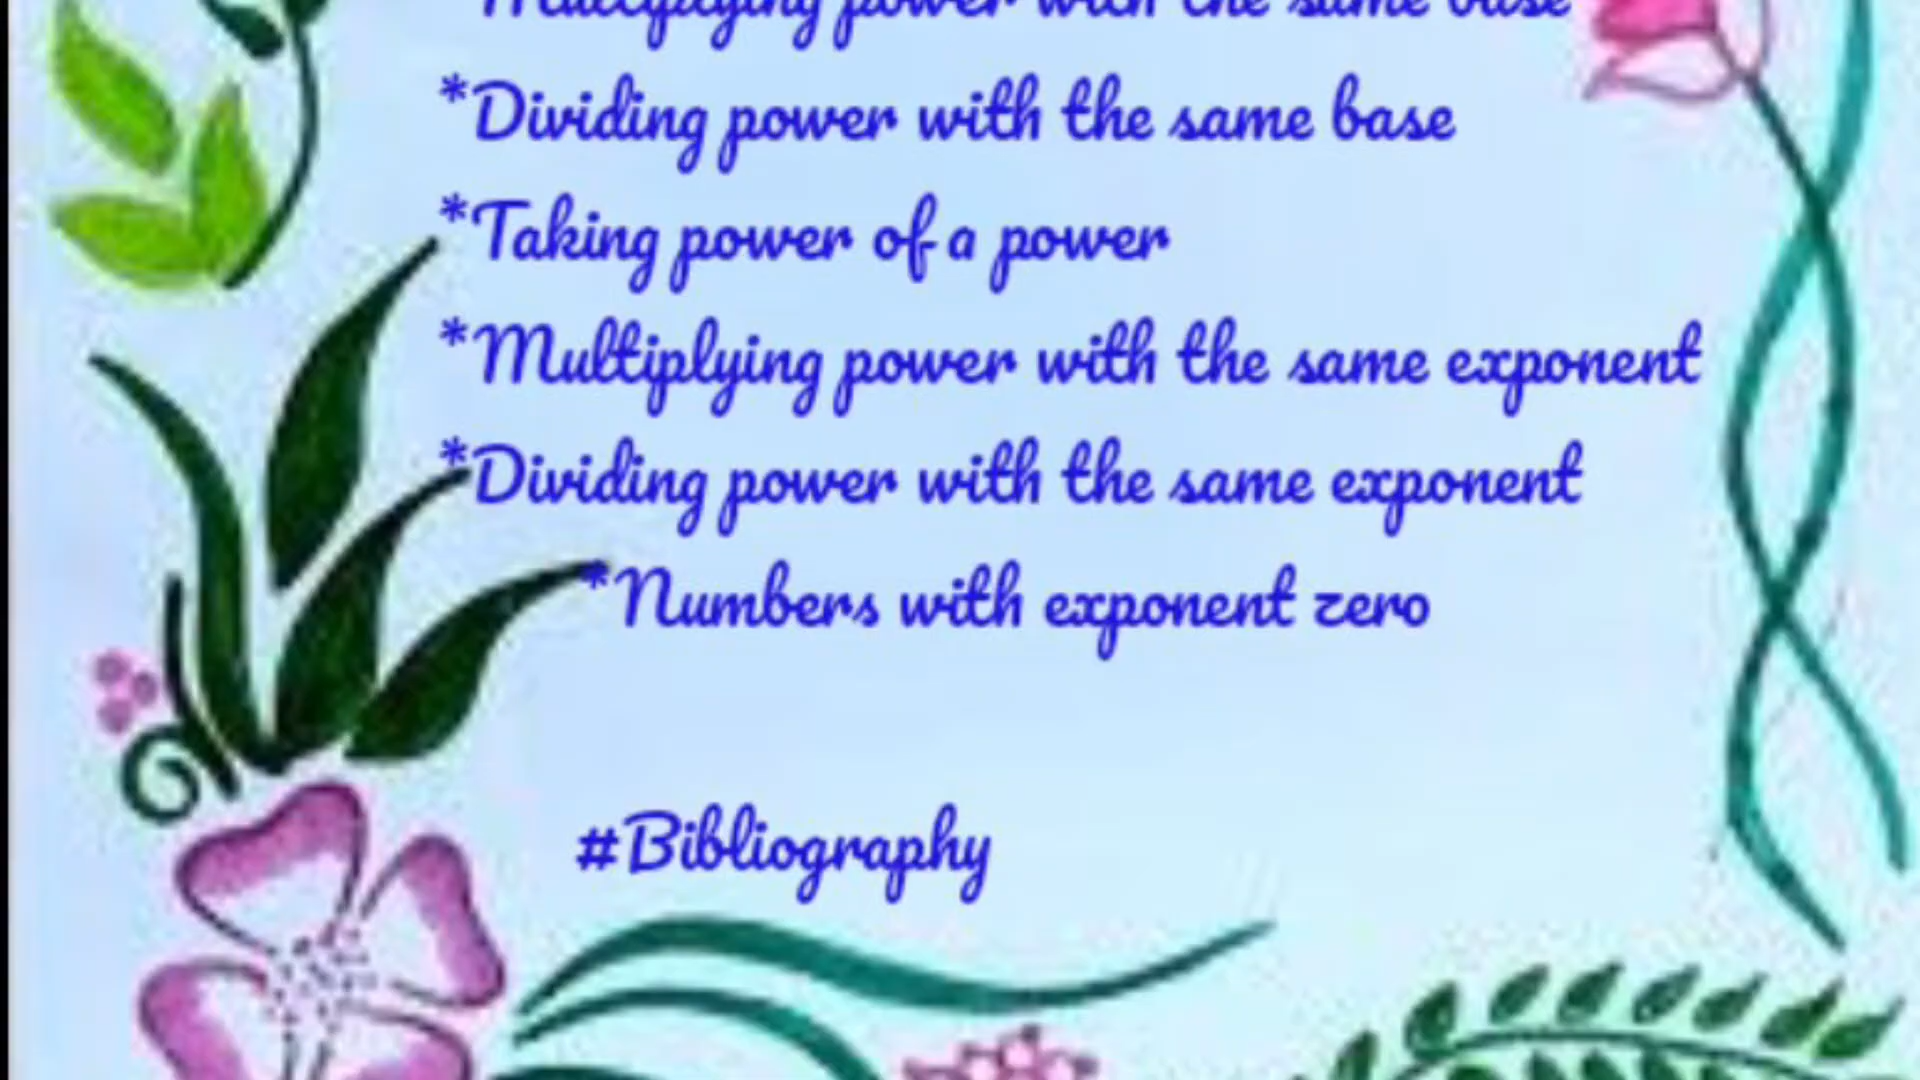 *Multiplying power with the same base
*Dividing power with the same base
*Taking power of a power
*Multiplying power with the same exponent
*Dividing power with the same exponent
*Numbers with exponent zero
#Bibliography